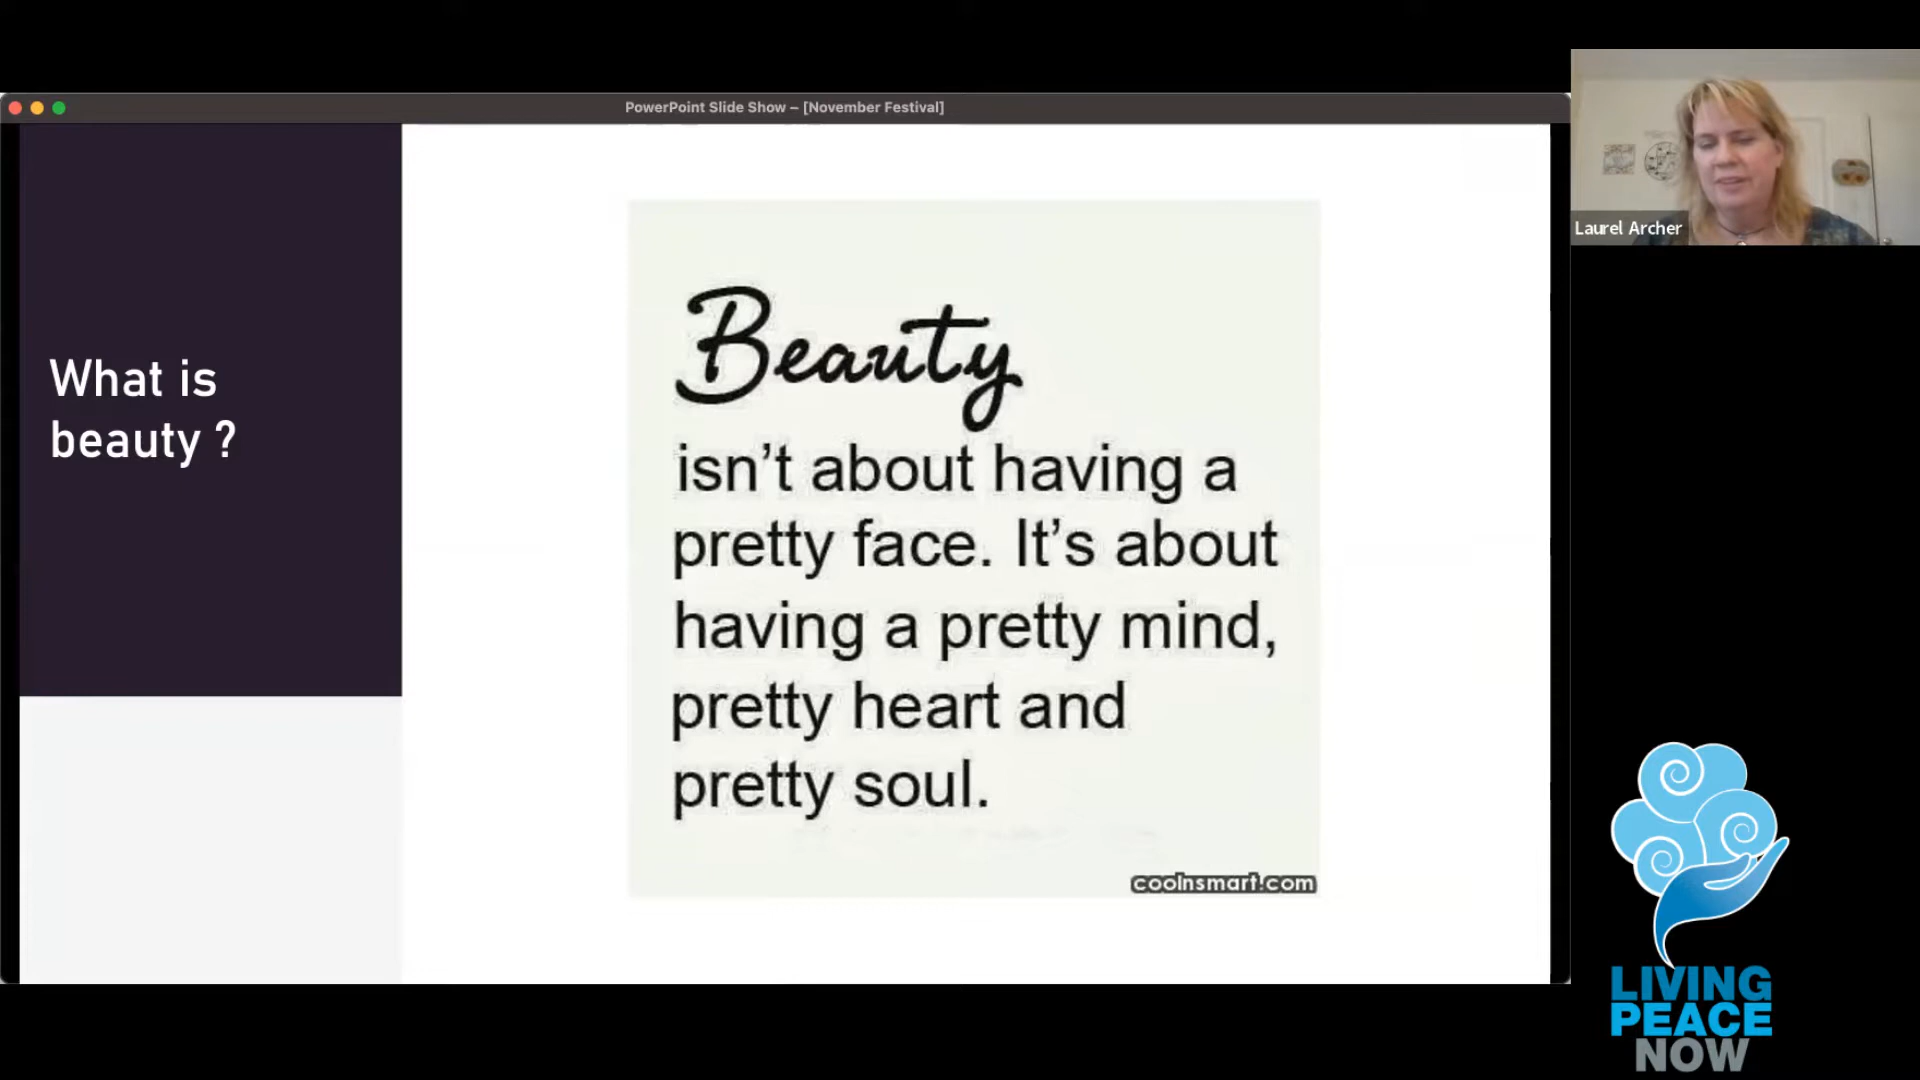 PowerPoint Slide Show – [November Festival]
What is
beauty ?
Beauty
isn't about having a
pretty face. It's about
having a pretty mind,
pretty heart and
pretty soul.
coolnsmart.com
Laurel Archer
LIVING
PEACE
NOW